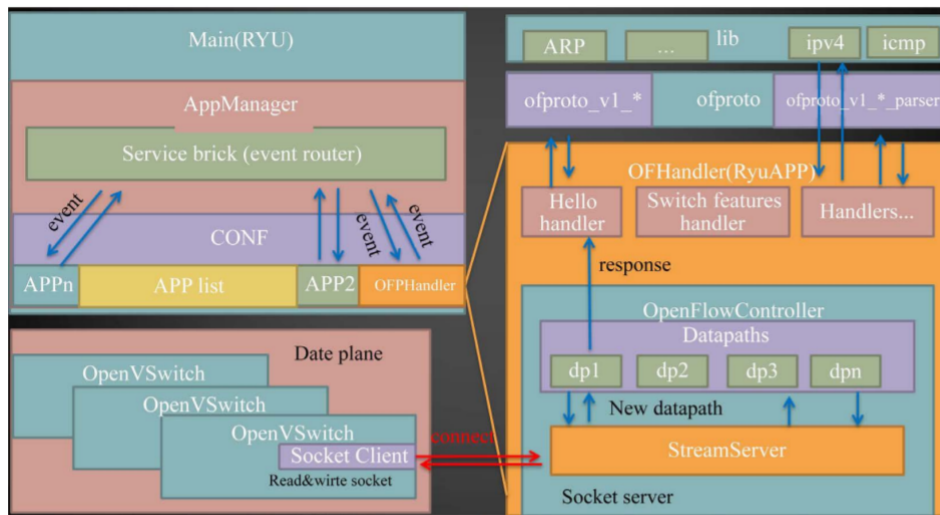 Main(RYU)
AppManager
Service brick (event router)
event
event
event
CONF
APPn
APP list
APP2
OFPHandler
Date plane
OpenVSwitch
OpenVSwitch
OpenVSwitch
Socket Client
Read&wirte socket
connect
ARP
...
lib
ipv4
icmp
ofproto_v1_*
ofproto
ofproto_v1_*_parser
OFHandler(RyuAPP)
Hello
handler
Switch features
handler
Handlers...
response
OpenFlowController
Datapaths
dp1
dp2
dp3
dpn
New datapath
StreamServer
Socket server